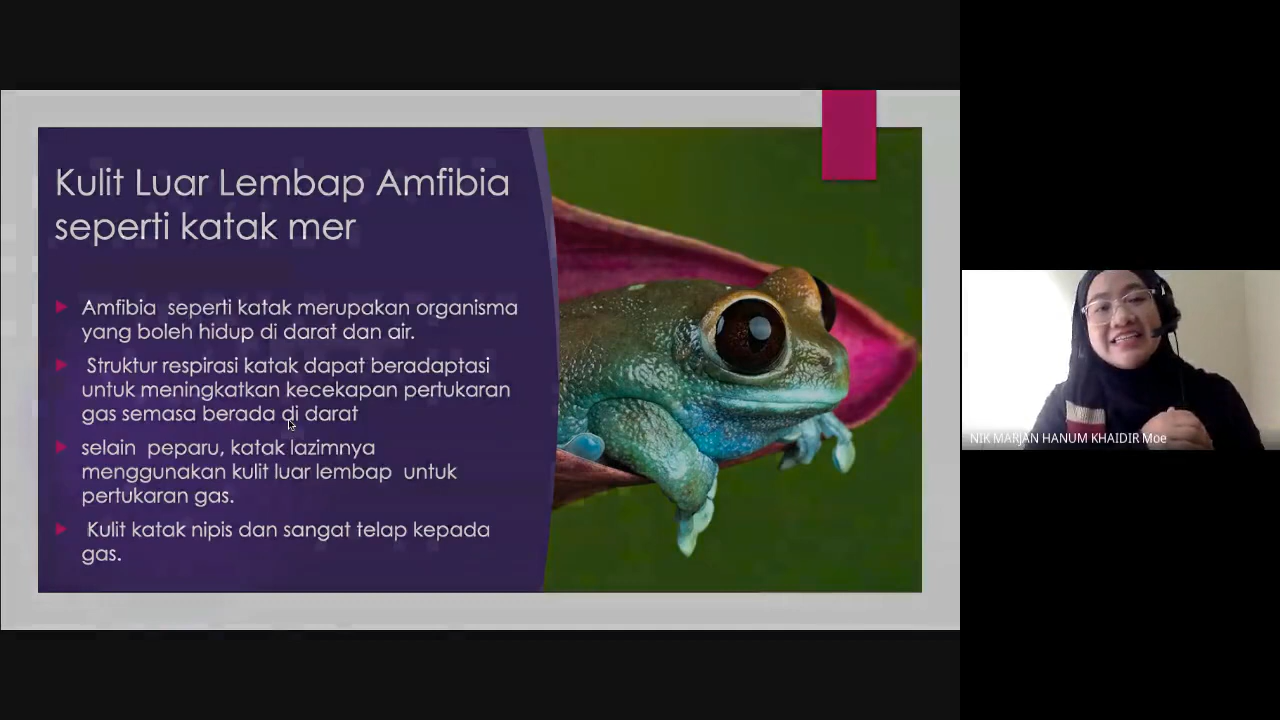 Kulit Luar Lembap Amfibia
seperti katak mer
Amfibia seperti katak merupakan organisma
yang boleh hidup di darat dan air.
Struktur respirasi katak dapat beradaptasi
untuk meningkatkan kecekapan pertukaran
gas semasa berada di darat
selain peparu, katak lazimnya
menggunakan kulit luar lembap untuk
pertukaran gas.
Kulit katak nipis dan sangat telap kepada
gas.
NIK MARJAN HANUM KHAIDIR Moe